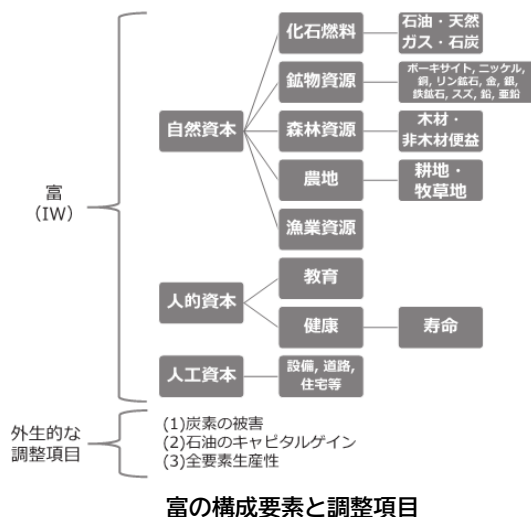 化石燃料
石油・天然
ガス・石炭
鉱物資源
ボーキサイト, ニッケル,
銅, リン鉱石, 金, 銀,
鉄鉱石, スズ, 鉛, 亜鉛
自然資本
森林資源
木材・
非木材便益
農地
耕地・
牧草地
漁業資源
富
（IW）
人的資本
教育
健康
寿命
人工資本
設備, 道路,
住宅等
外生的な
調整項目
(1)炭素の被害
(2)石油のキャピタルゲイン
(3)全要素生産性
富の構成要素と調整項目